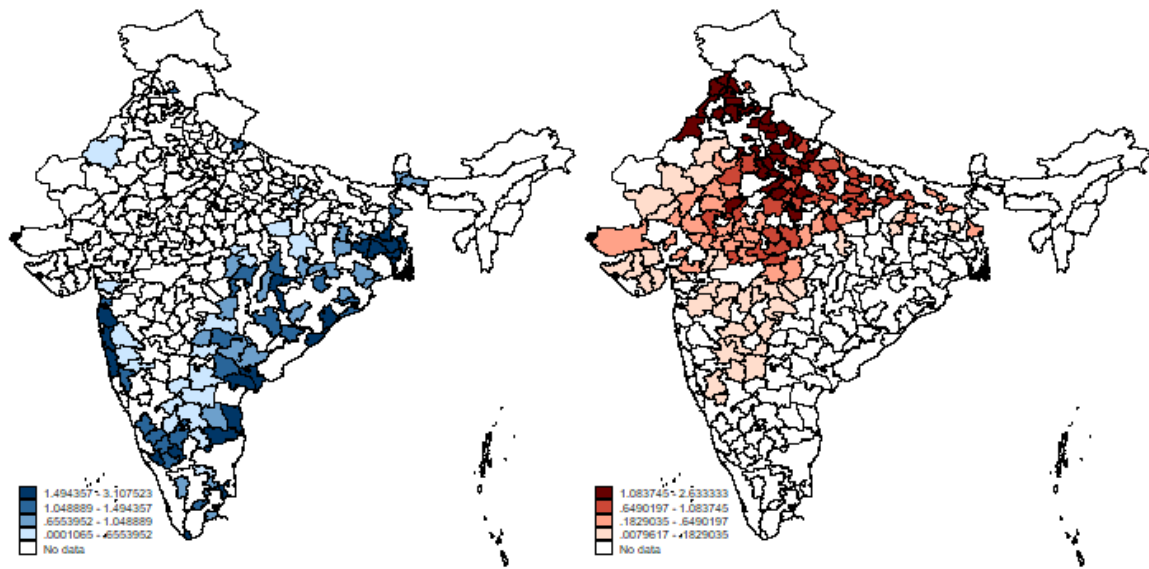 1.494357 - 3.107523
1.048889 - 1.494357
.6553952 - 1.048889
.0001065 - .6553952
No data
1.083745 - 2.633333
.6490197 - 1.083745
.1829035 - .6490197
.0079617 - .1829035
No data